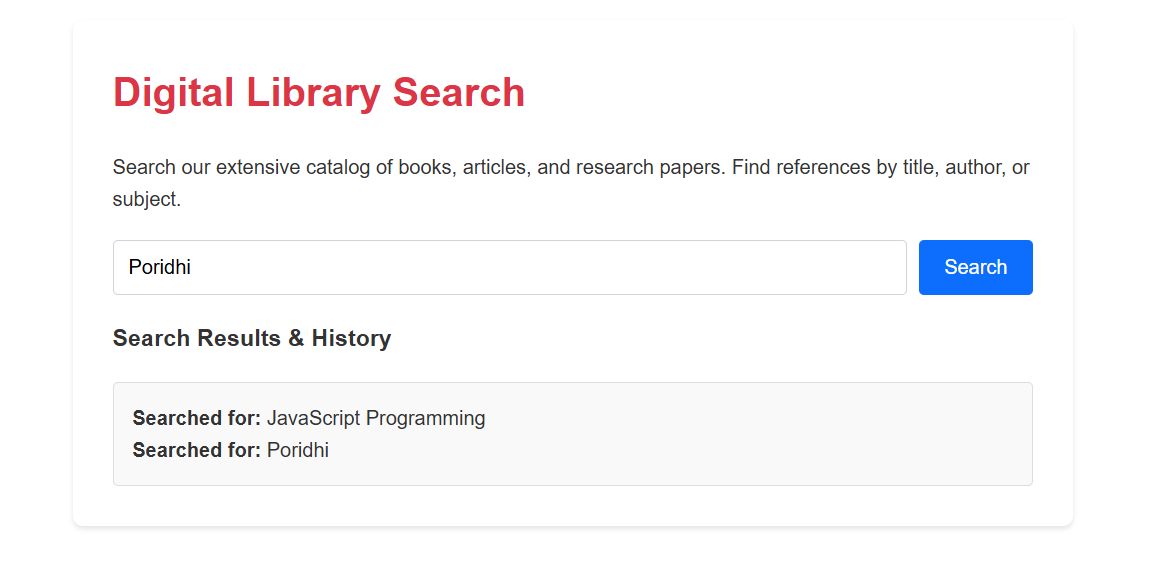 Digital Library Search
Search our extensive catalog of books, articles, and research papers. Find references by title, author, or
subject.
Poridhi
Search
Search Results & History
Searched for: JavaScript Programming
Searched for: Poridhi